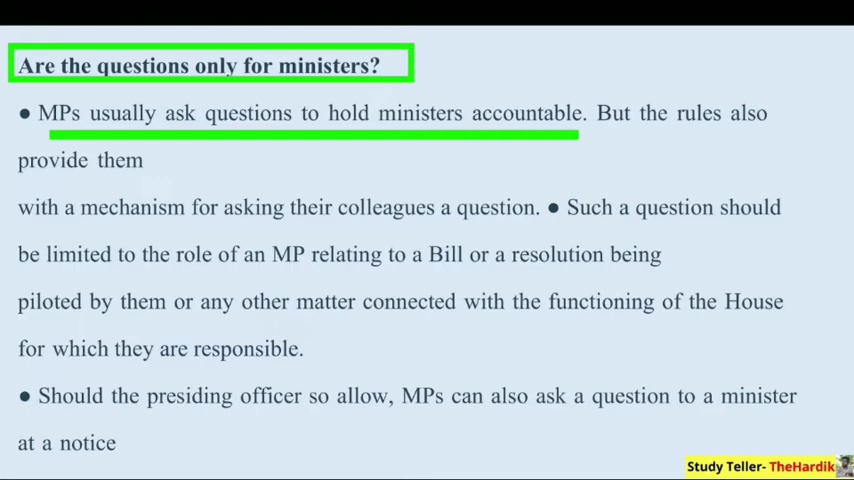 Are the questions only for ministers?
● MPs usually ask questions to hold ministers accountable. But the rules also
provide them
with a mechanism for asking their colleagues a question. ● Such a question should
be limited to the role of an MP relating to a Bill or a resolution being
piloted by them or any other matter connected with the functioning of the House
for which they are responsible.
● Should the presiding officer so allow, MPs can also ask a question to a minister
at a notice
Study Teller- TheHardik